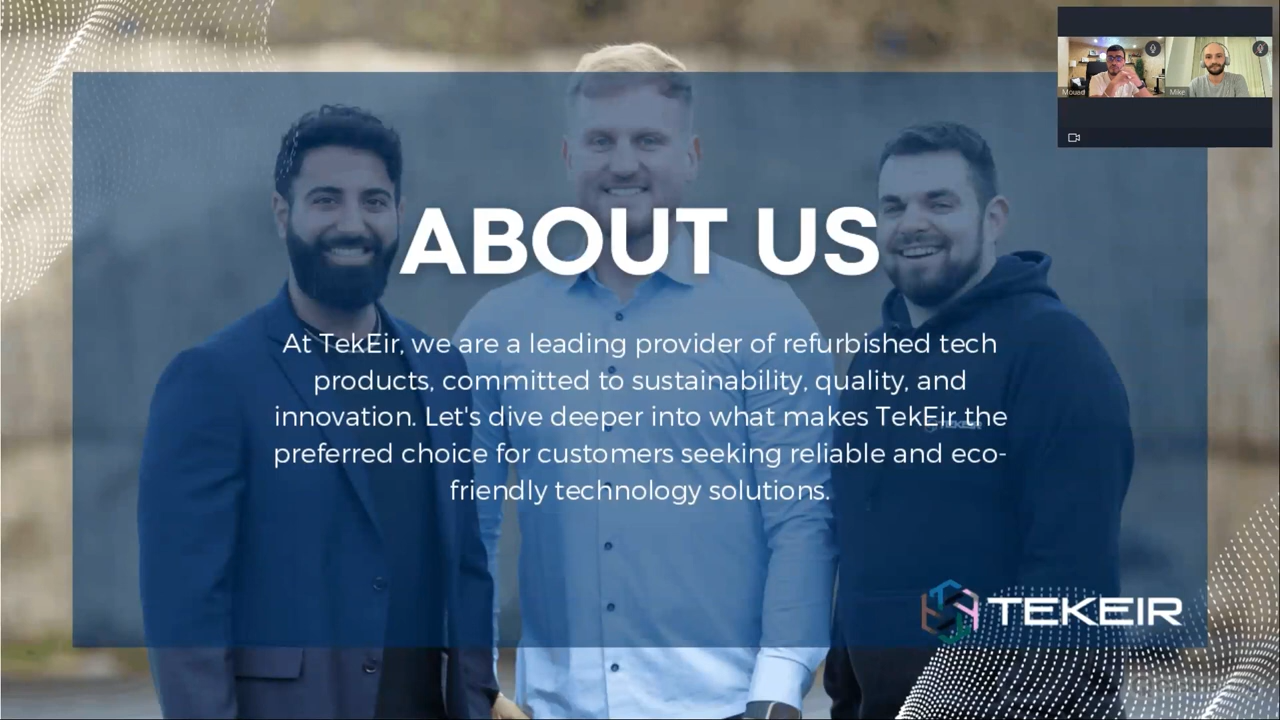 Mouad
Mike
ABOUT US
At TekEir, we are a leading provider of refurbished tech
products, committed to sustainability, quality, and
innovation. Let's dive deeper into what makes TekEir the
preferred choice for customers seeking reliable and eco-
friendly technology solutions.
TEKEIR
TEKEIR